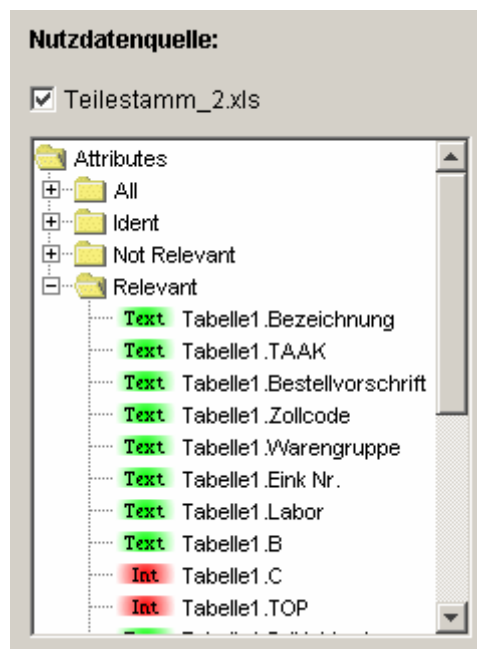 Nutzdatenquelle:
Teilestamm_2.xls
Attributes
All
Ident
Not Relevant
Relevant
Text Tabelle1.Bezeichnung
Text Tabelle1.TAAK
Text Tabelle1.Bestellvorschrift
Text Tabelle1.Zollcode
Text Tabelle1.Warengruppe
Text Tabelle1.Eink Nr.
Text Tabelle1.Labor
Text Tabelle1.B
Int Tabelle1.C
Int Tabelle1.TOP